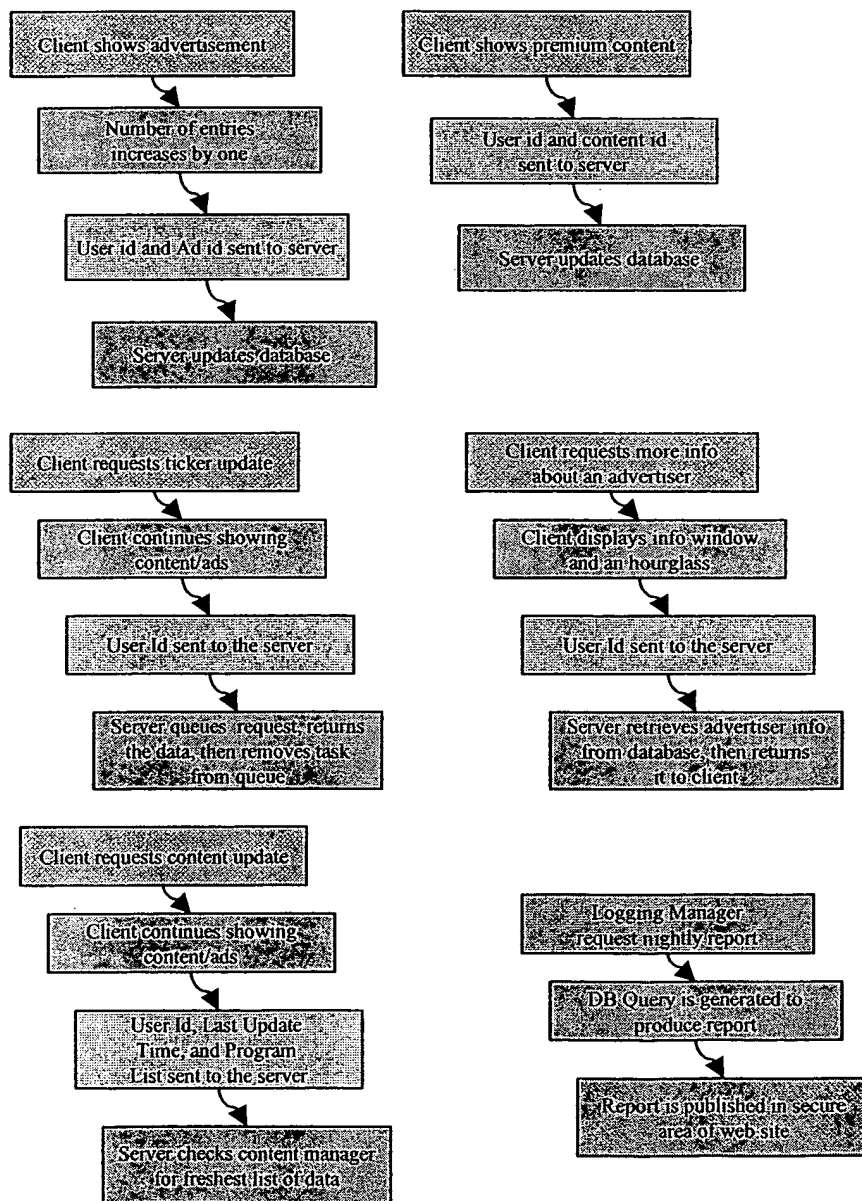 Client shows advertisement
Number of entries
increases by one
User id and Ad id sent to server
Server updates database
Client shows premium content
User id and content id
sent to server
Server updates database
Client requests ticker update
Client continues showing
content/ads
User Id sent to the server
Server queues request, returns
the data, then removes task
from queue
Client requests more info
about an advertiser
Client displays info window
and an hourglass
User Id sent to the server
Server retrieves advertiser info
from database, then returns
it to client
Client requests content update
Client continues showing
content/ads
User Id, Last Update
Time, and Program
List sent to the server
Server checks content manager
for freshest list of data
Logging Manager
request nightly report
DB Query is generated to
produce report
Report is published in secure
area of web site